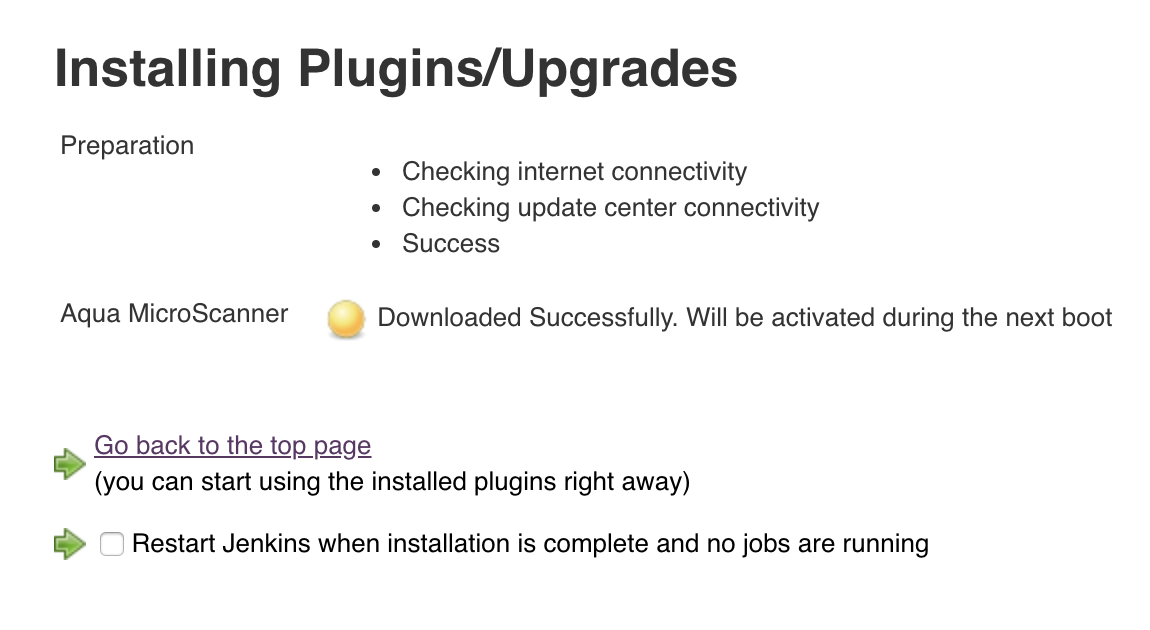 Installing Plugins/Upgrades
Preparation
Checking internet connectivity
Checking update center connectivity
Success
Aqua MicroScanner Downloaded Successfully. Will be activated during the next boot
Go back to the top page
(you can start using the installed plugins right away)
Restart Jenkins when installation is complete and no jobs are running